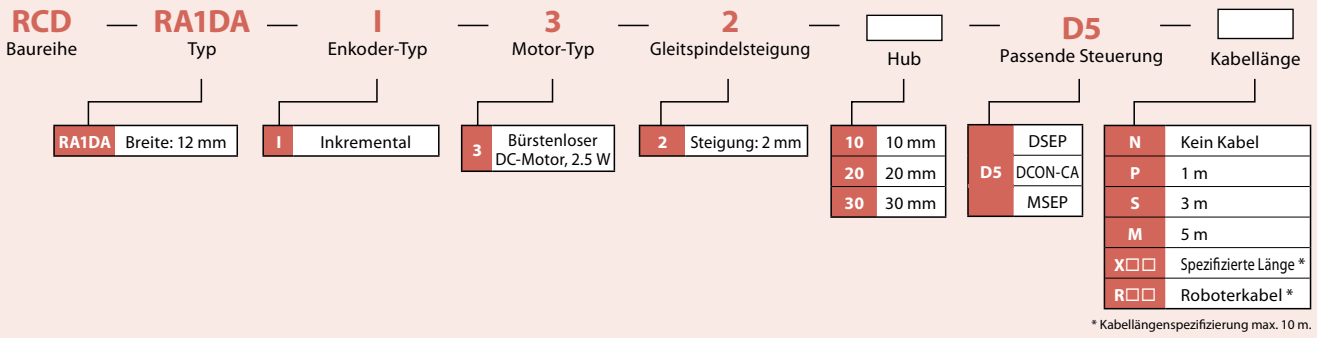 RCD — RA1DA — I — 3 — 2 — — D5 —
Baureihe Typ Enkoder-Typ Motor-Typ Gleitspindelsteigung Hub Passende Steuerung Kabellänge
RA1DA Breite: 12 mm
I Inkremental
3 Bürstenloser
DC-Motor, 2.5 W
2 Steigung: 2 mm
10 10 mm
20 20 mm
30 30 mm
D5 DSEP
DCON-CA
MSEP
N Kein Kabel
P 1 m
S 3 m
M 5 m
X□□ Spezifizierte Länge *
R□□ Roboterkabel *
* Kabellängenspezifizierung max. 10 m.